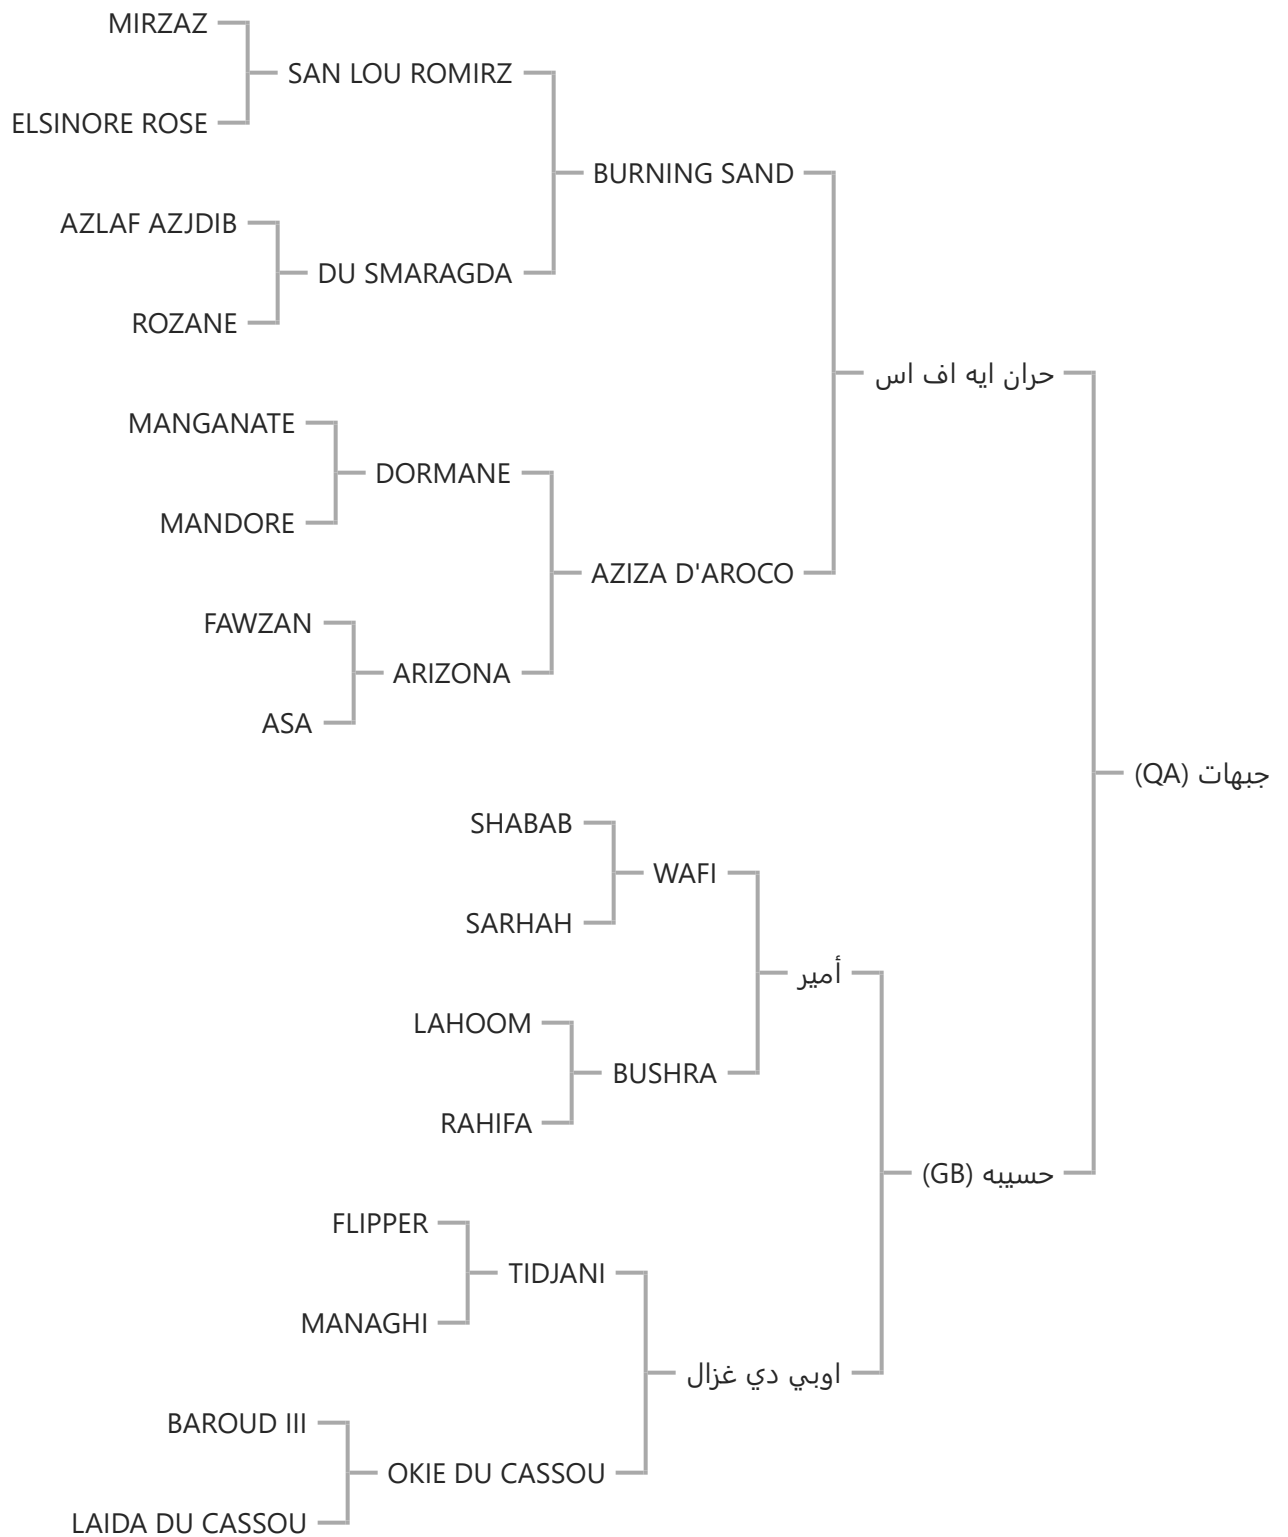 MIRZAZ
SAN LOU ROMIRZ
ELSINORE ROSE
BURNING SAND
AZLAF AZJDIB
DU SMARAGDA
ROZANE
حران ايه اف اس
MANGANATE
DORMANE
MANDORE
AZIZA D'AROCO
FAWZAN
ARIZONA
ASA
جبهات (QA)
SHABAB
WAFI
SARHAH
أمير
LAHOOM
BUSHRA
RAHIFA
حسيبه (GB)
FLIPPER
TIDJANI
MANAGHI
اوبي دي غزال
BAROUD III
OKIE DU CASSOU
LAIDA DU CASSOU